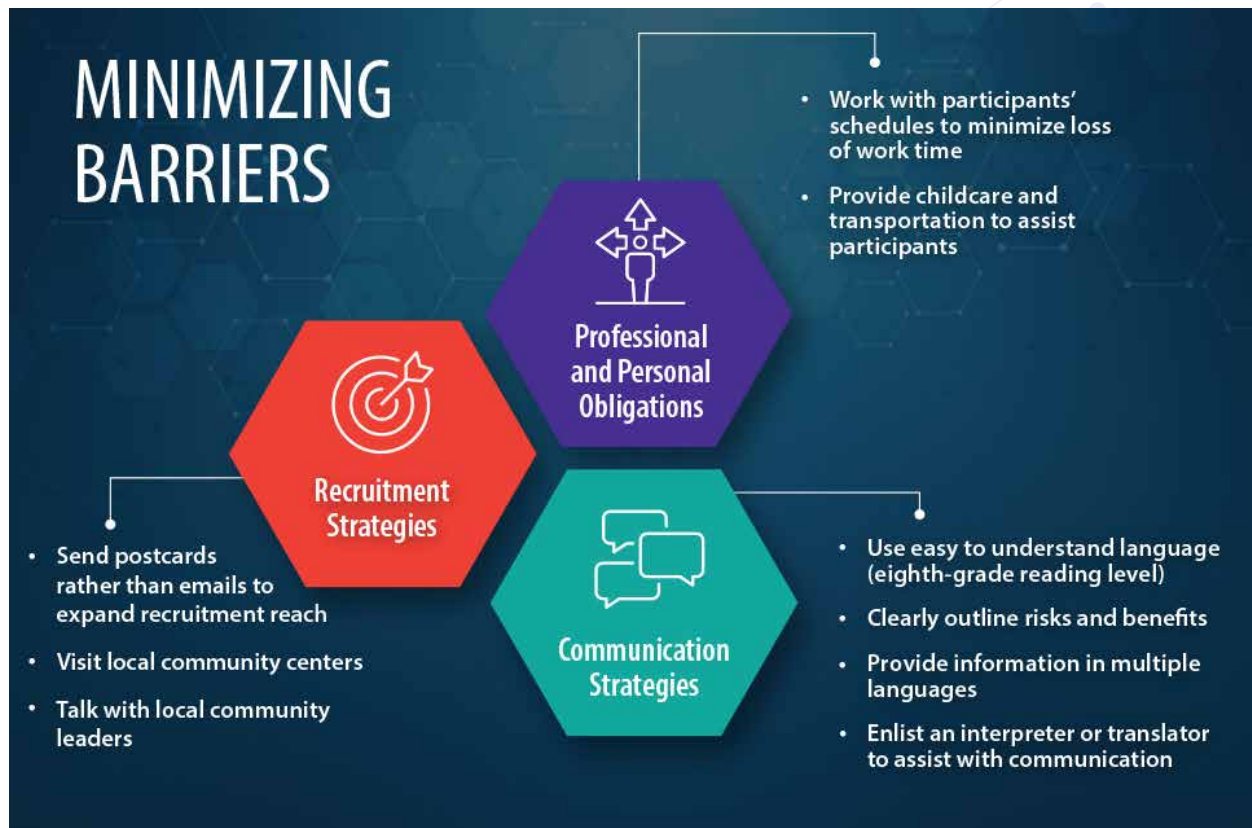 MINIMIZING
BARRIERS
• Work with participants'
schedules to minimize loss
of work time
• Provide childcare and
transportation to assist
participants
Professional
and Personal
Obligations
Recruitment
Strategies
• Send postcards
rather than emails to
expand recruitment reach
• Visit local community centers
• Talk with local community
leaders
Communication
Strategies
• Use easy to understand language
(eighth-grade reading level)
• Clearly outline risks and benefits
• Provide information in multiple
languages
• Enlist an interpreter or translator
to assist with communication